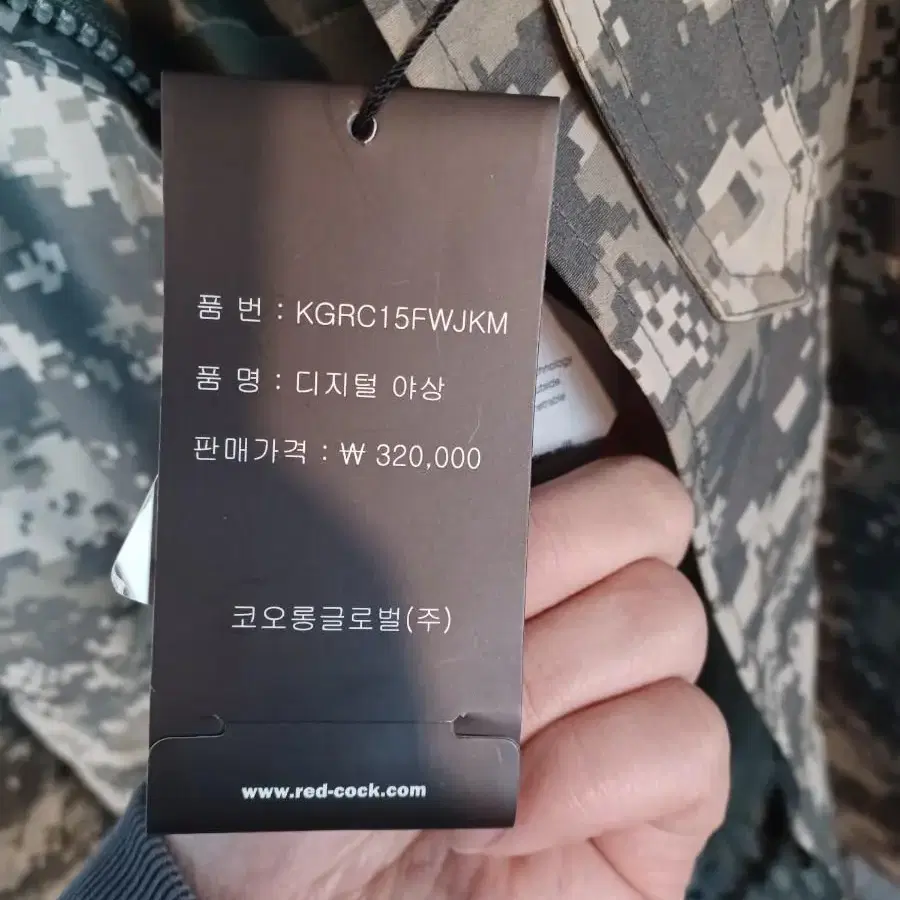 품 번 : KGRC15FWJKM
품 명 : 디지털 야상
판매가격 : ₩ 320,000
코오롱글로벌(주)
www.red-cock.com